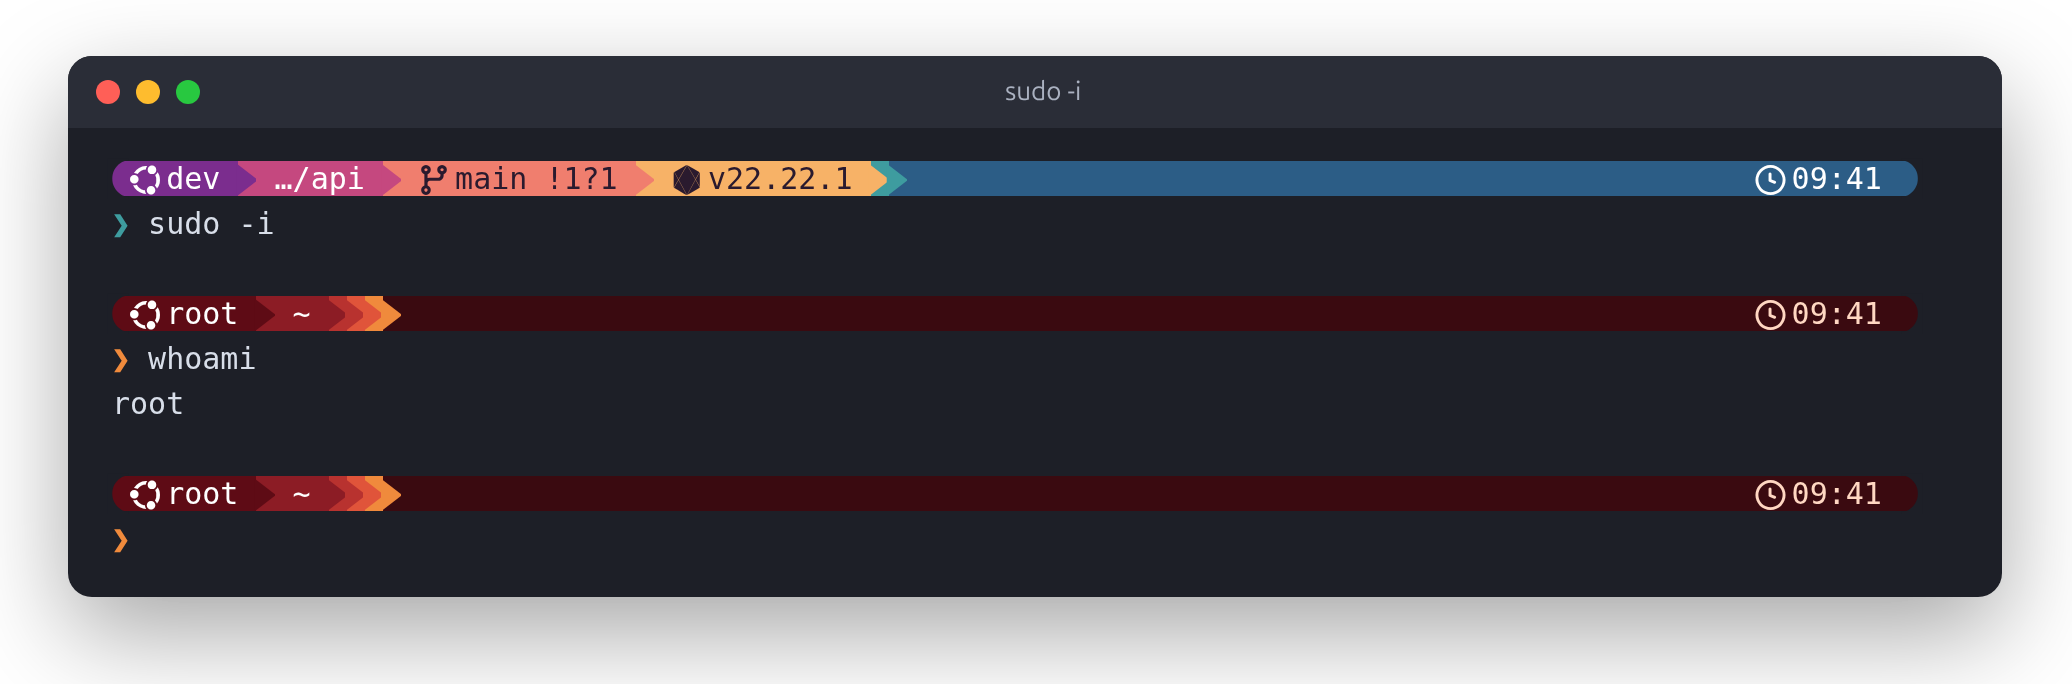 sudo -i
dev …/api main !1?1 v22.22.1 09:41
❯ sudo -i
root ~ 09:41
❯ whoami
root
root ~ 09:41
❯